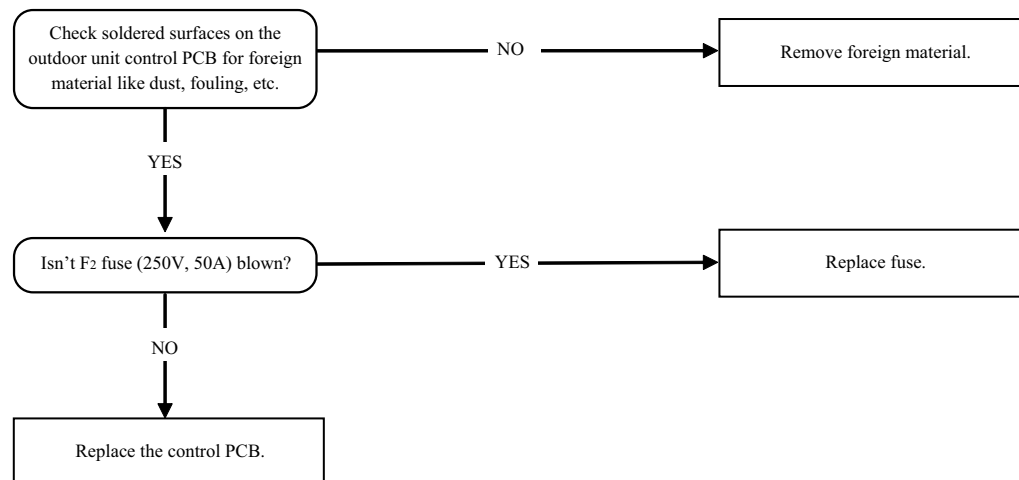 Check soldered surfaces on the
outdoor unit control PCB for foreign
material like dust, fouling, etc.
NO
Remove foreign material.
YES
Isn't F2 fuse (250V, 50A) blown?
YES
Replace fuse.
NO
Replace the control PCB.